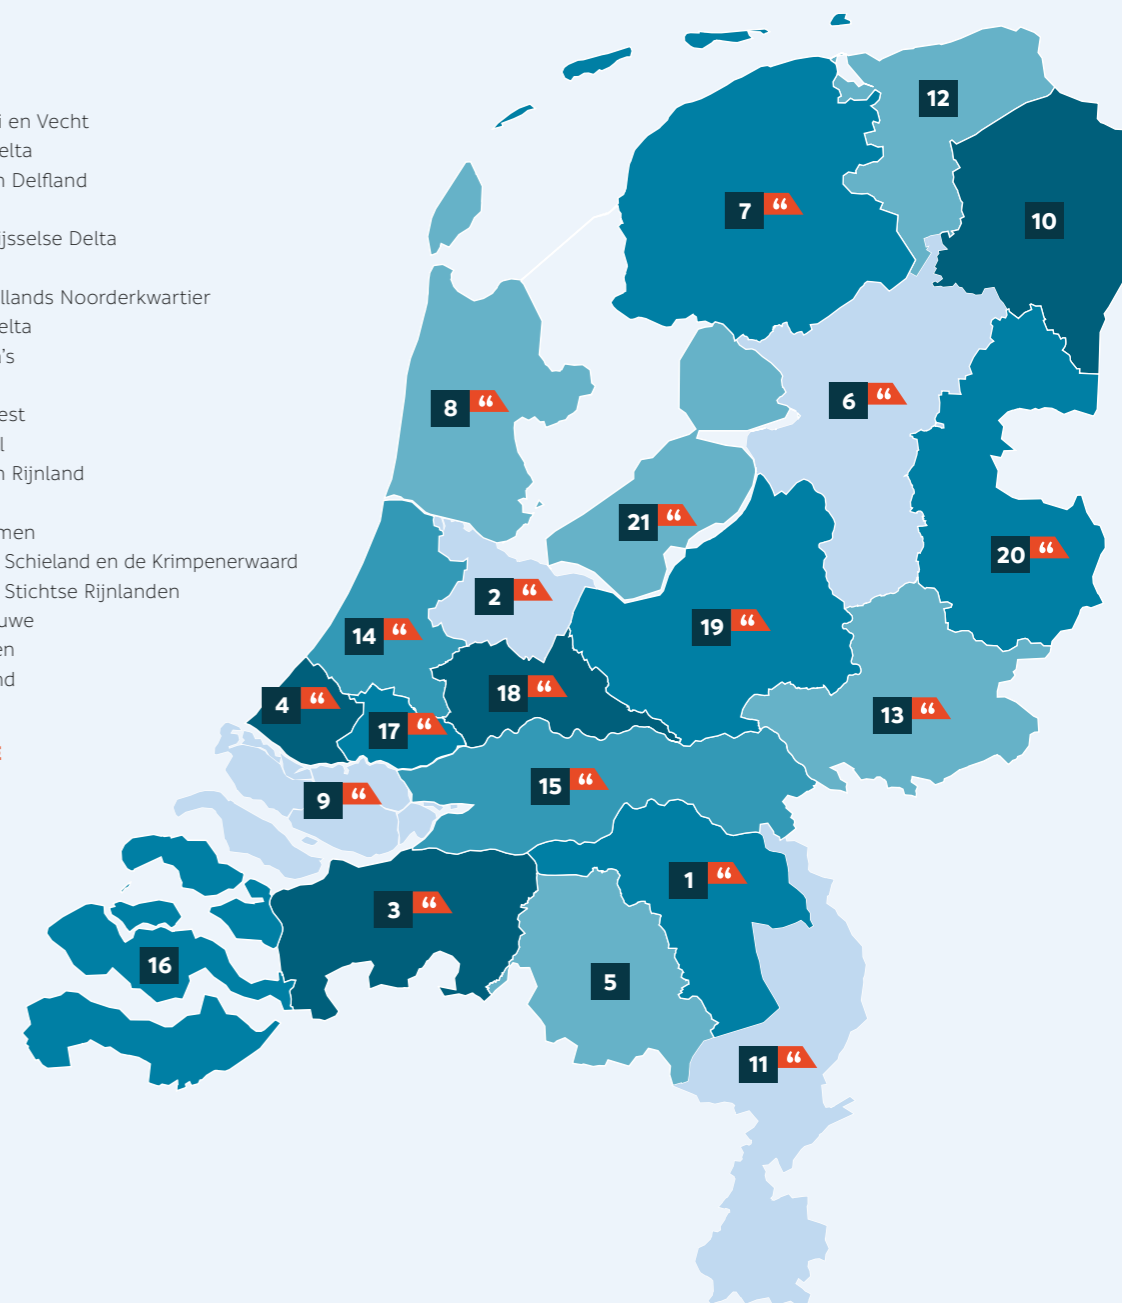 i en Vecht
elta
n Delfland
ijsselse Delta
llands Noorderkwartier
elta
a's
est
l
n Rijnland
men
Schieland en de Krimpenerwaard
Stichtse Rijnlanden
uwe
en
nd
E
12
7 “
10
8 “
6 “
21 “
20 “
2 “
19 “
14 “
18 “
4 “
13 “
17 “
15 “
9 “
1 “
3 “
16
5
11 “